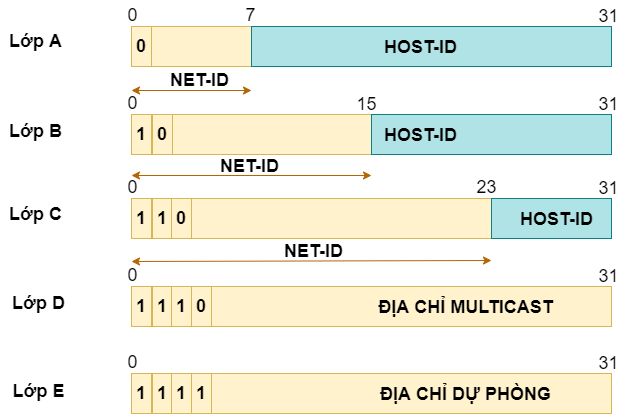 0 7 31
Lớp A 0 HOST-ID
NET-ID
0 15 31
Lớp B 1 0 HOST-ID
NET-ID
0 23 31
Lớp C 1 1 0 HOST-ID
NET-ID
0 31
Lớp D 1 1 1 0 ĐỊA CHỈ MULTICAST
0 31
Lớp E 1 1 1 1 ĐỊA CHỈ DỰ PHÒNG